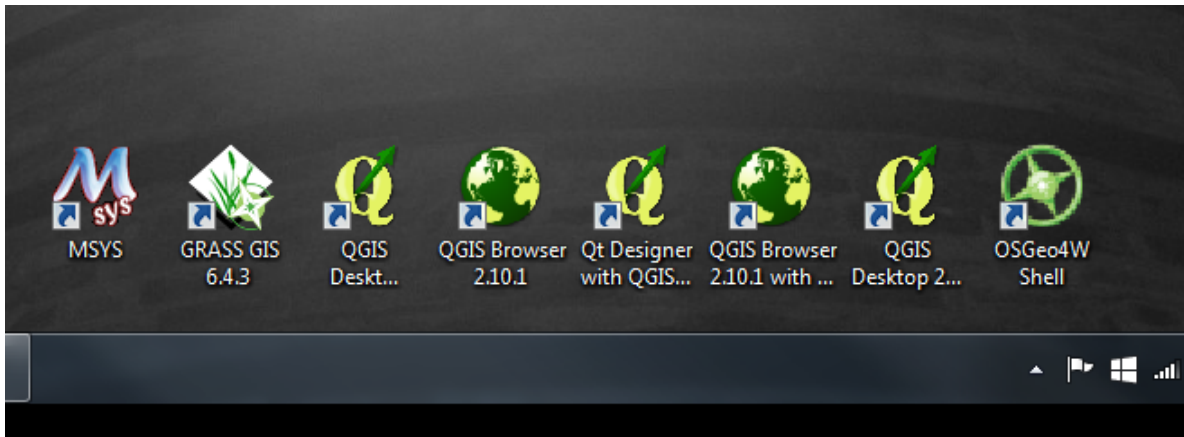 M
sys
Q
Q
Q
MSYS
GRASS GIS
6.4.3
QGIS
Deskt...
QGIS Browser
2.10.1
Qt Designer
with QGIS...
QGIS Browser
2.10.1 with ...
QGIS
Desktop 2...
OSGeo4W
Shell